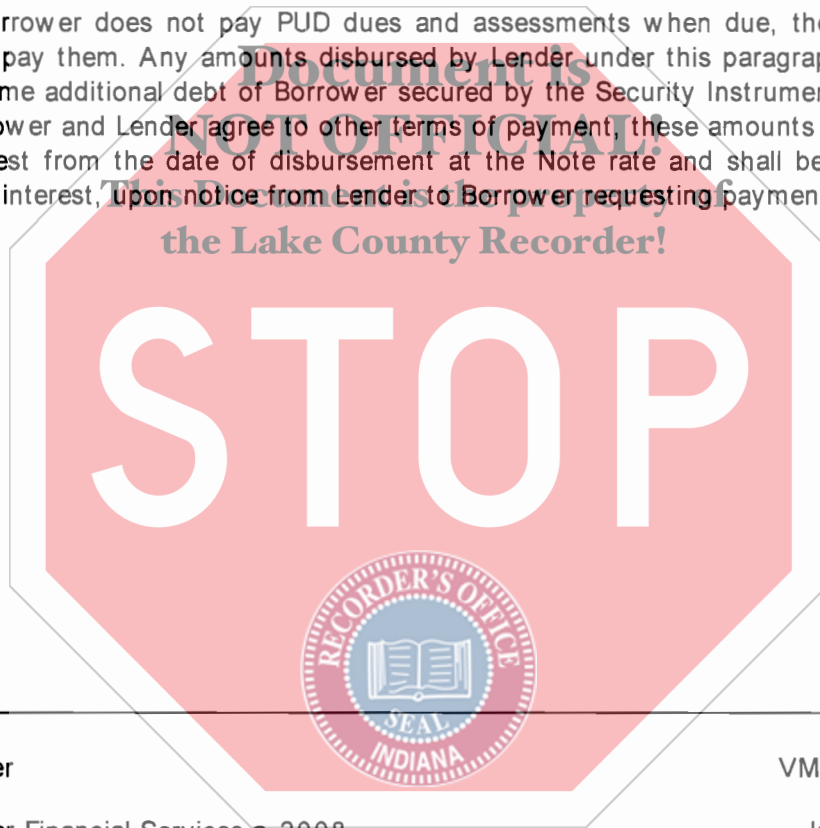 rrower does not pay PUD dues and assessments when due, the
pay them. Any amounts disbursed by Lender under this paragrap
me additional debt of Borrower secured by the Security Instrumen
ower and Lender agree to other terms of payment, these amounts
est from the date of disbursement at the Note rate and shall be
interest, upon notice from Lender to Borrower requesting paymen
Document is
NOT OFFICIAL!
This Document is the property of
the Lake County Recorder!
STOP
RECORDER'S OFFICE
SEAL
INDIANA
er
VM
r Financial Services 2008